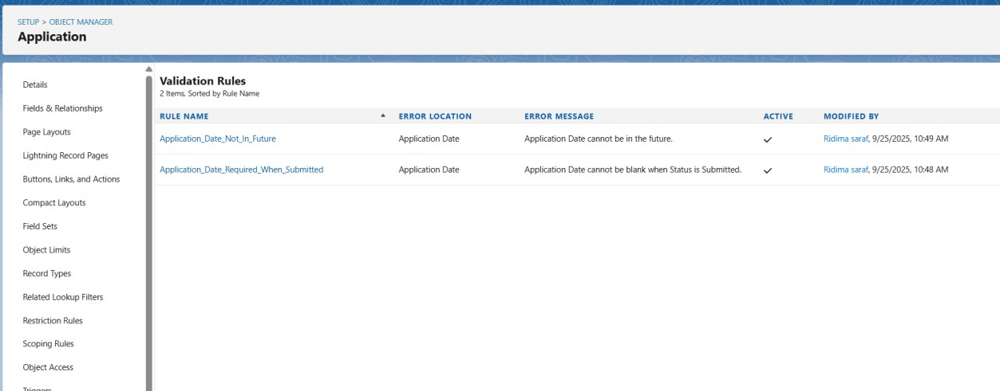 SETUP > OBJECT MANAGER
Application
Details
Fields & Relationships
Page Layouts
Lightning Record Pages
Buttons, Links, and Actions
Compact Layouts
Field Sets
Object Limits
Record Types
Related Lookup Filters
Restriction Rules
Scoping Rules
Object Access
Triggers
Validation Rules
2 Items, Sorted by Rule Name
RULE NAME ERROR LOCATION ERROR MESSAGE ACTIVE MODIFIED BY
Application_Date_Not_In_Future Application Date Application Date cannot be in the future. Ridima saraf, 9/25/2025, 10:49 AM
Application_Date_Required_When_Submitted Application Date Application Date cannot be blank when Status is Submitted. Ridima saraf, 9/25/2025, 10:48 AM